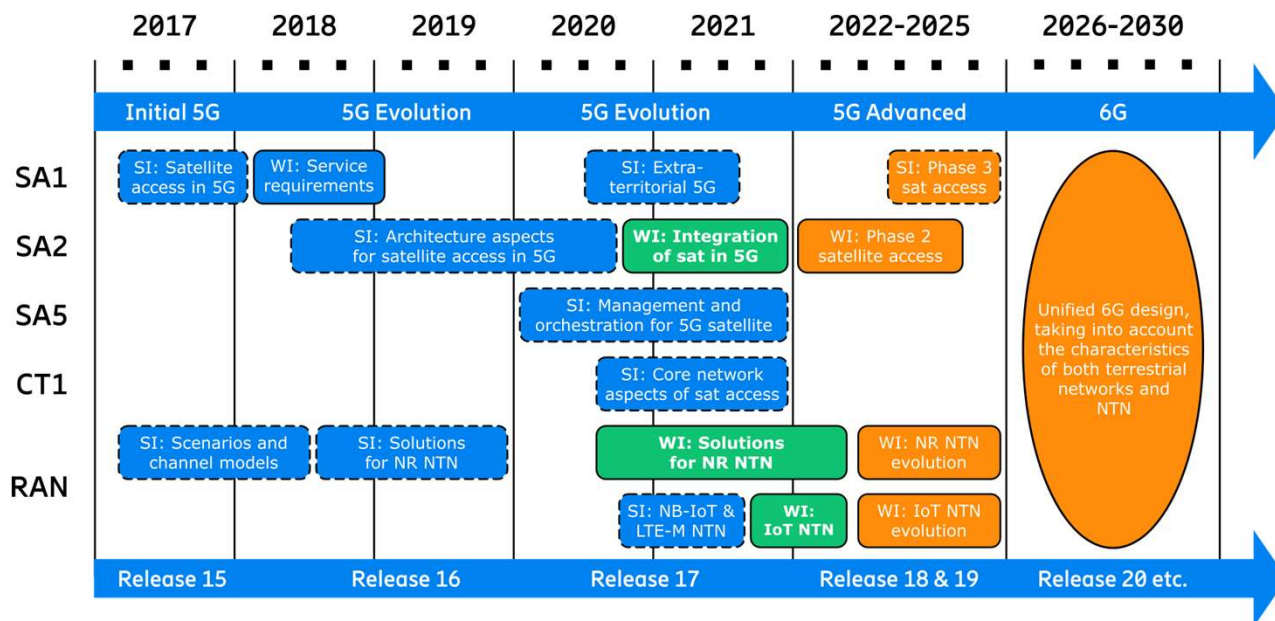 2017 2018 2019 2020 2021 2022-2025 2026-2030
Initial 5G 5G Evolution 5G Evolution 5G Advanced 6G
SA1
SI: Satellite
access in 5G
WI: Service
requirements
SI: Extra-
territorial 5G
SI: Phase 3
sat access
SA2
SI: Architecture aspects
for satellite access in 5G
WI: Integration
of sat in 5G
WI: Phase 2
satellite access
SA5
SI: Management and
orchestration for 5G satellite
CT1
SI: Core network
aspects of sat access
RAN
SI: Scenarios and
channel models
SI: Solutions
for NR NTN
WI: Solutions
for NR NTN
WI: NR NTN
evolution
SI: NB-IoT &
LTE-M NTN
WI:
IoT NTN
WI: IoT NTN
evolution
Unified 6G design,
taking into account
the characteristics
of both terrestrial
networks and
NTN
Release 15 Release 16 Release 17 Release 18 & 19 Release 20 etc.